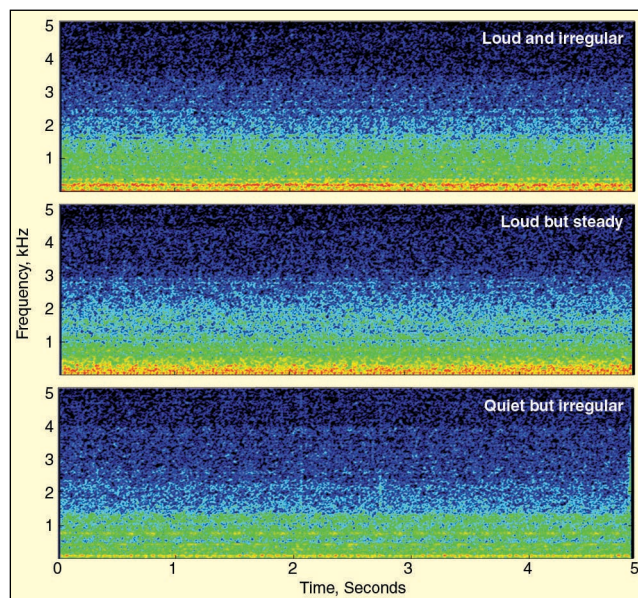 Loud and irregular
5
4
3
2
1
Loud but steady
5
4
3
2
1
Frequency, kHz
Quiet but irregular
5
4
3
2
1
0 1 2 3 4 5
Time, Seconds